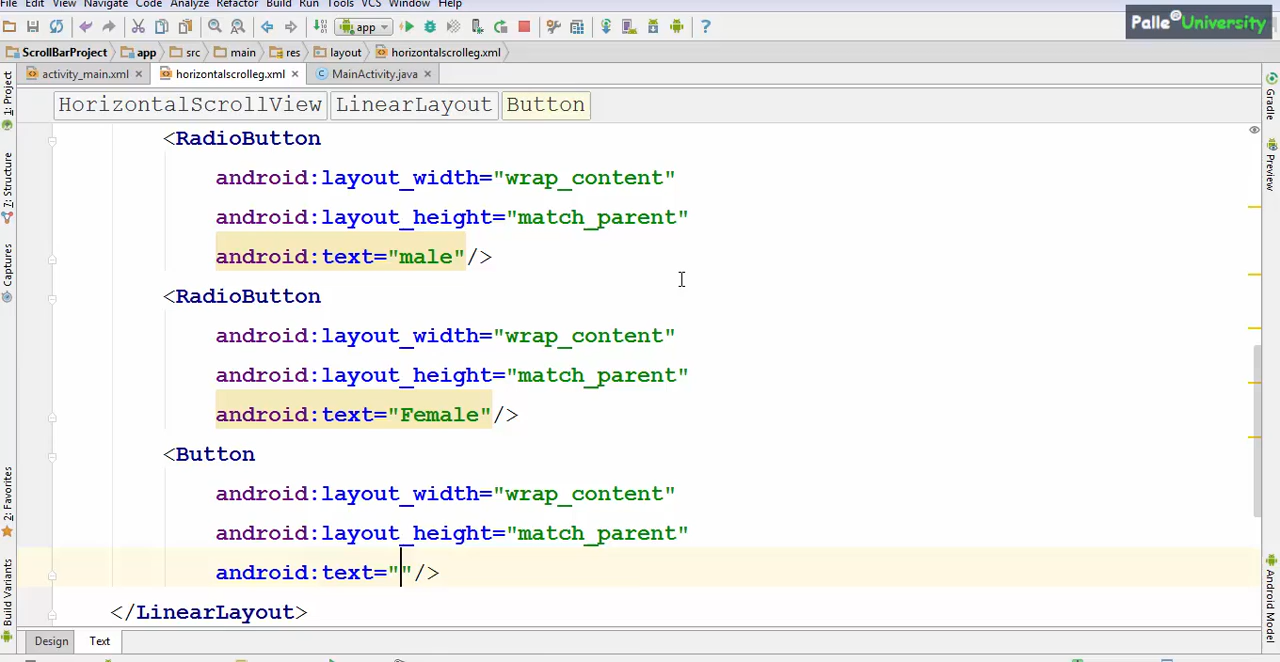 File Edit View Navigate Code Analyze Refactor Build Run Tools VCS Window Help
app
?
Palle University
ScrollBarProject app src main res layout horizontalscrolleg.xml
activity_main.xml horizontalscrolleg.xml MainActivity.java
HorizontalScrollView LinearLayout Button
<RadioButton
android:layout_width="wrap_content"
android:layout_height="match_parent"
android:text="male"/>
<RadioButton
android:layout_width="wrap_content"
android:layout_height="match_parent"
android:text="Female"/>
<Button
android:layout_width="wrap_content"
android:layout_height="match_parent"
android:text=""/>
</LinearLayout>
Design Text
1: Project
7: Structure
Captures
2: Favorites
Build Variants
Gradle
Preview
Android Model